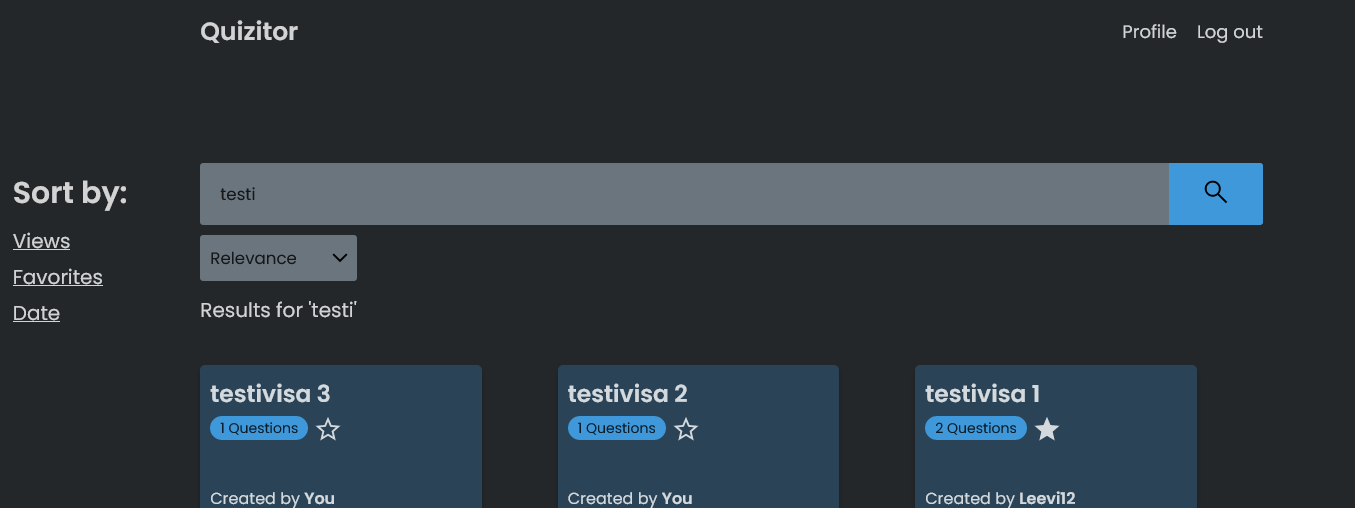 Quizitor
Profile Log out
Sort by:
Views
Favorites
Date
testi
Relevance
Results for 'testi'
testivisa 3
1 Questions
Created by You
testivisa 2
1 Questions
Created by You
testivisa 1
2 Questions
Created by Leevi12